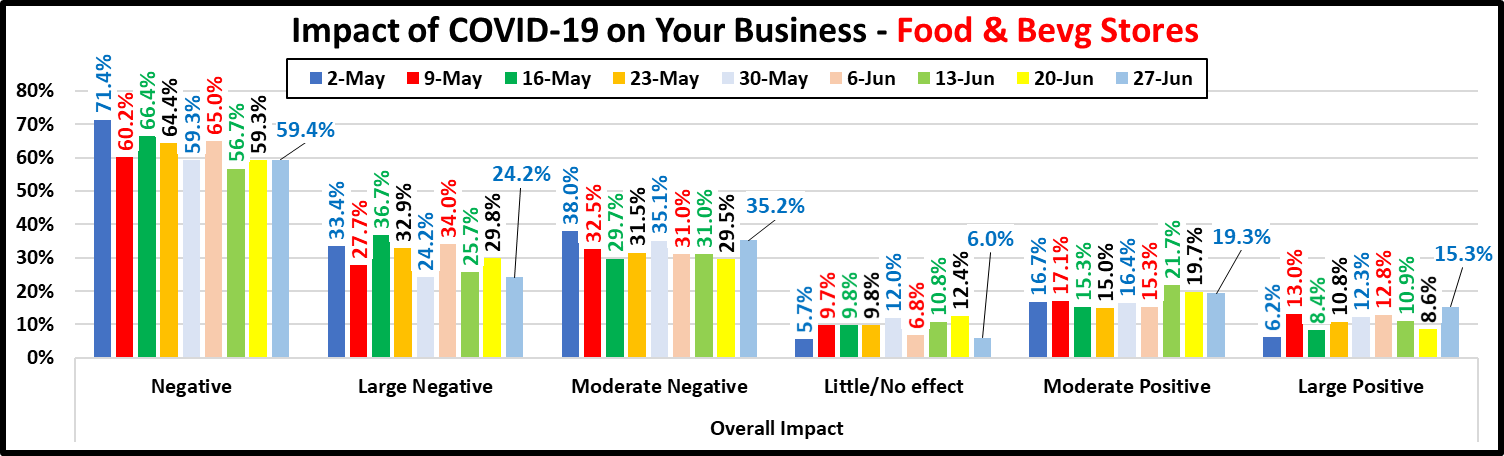 Impact of COVID-19 on Your Business - Food & Bevg Stores
2-May 9-May 16-May 23-May 30-May 6-Jun 13-Jun 20-Jun 27-Jun
80%
70%
60%
50%
40%
30%
20%
10%
0%
71.4% 60.2% 66.4% 64.4% 59.3% 65.0% 56.7% 59.3% 59.4%
33.4% 27.7% 36.7% 32.9% 24.2% 34.0% 25.7% 29.8% 24.2%
38.0% 32.5% 29.7% 31.5% 35.1% 31.0% 31.0% 29.5% 35.2%
5.7% 9.7% 9.8% 9.8% 12.0% 6.8% 10.8% 12.4% 6.0%
16.7% 17.1% 15.3% 15.0% 16.4% 15.3% 21.7% 19.7% 19.3%
6.2% 13.0% 8.4% 10.8% 12.3% 12.8% 10.9% 8.6% 15.3%
Negative Large Negative Moderate Negative Little/No effect Moderate Positive Large Positive
Overall Impact